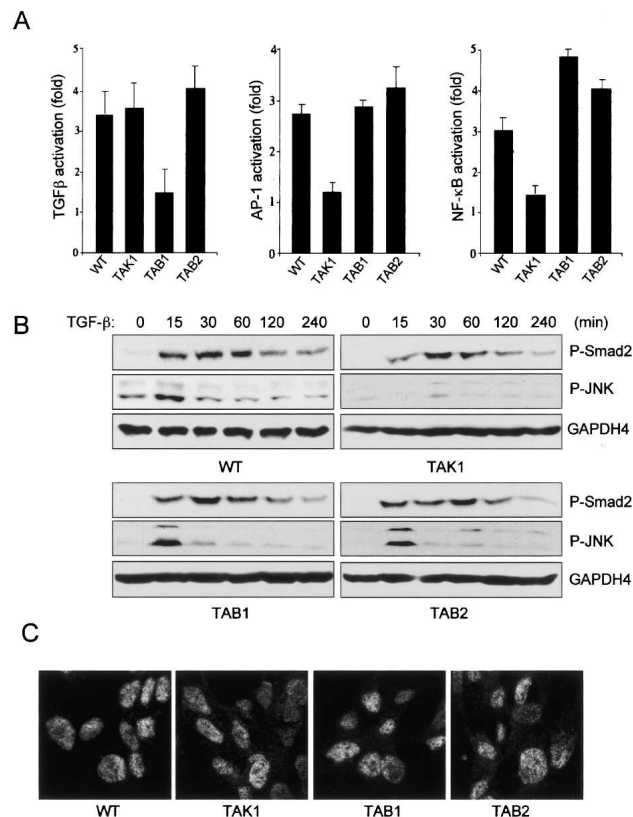 A
TGFβ activation (fold)
5
4
3
2
1
WT
TAK1
TAB1
TAB2
AP-1 activation (fold)
4
3
2
1
0
WT
TAK1
TAB1
TAB2
NF-κB activation (fold)
5
4
3
2
1
0
WT
TAK1
TAB1
TAB2
B
TGF-β: 0 15 30 60 120 240 0 15 30 60 120 240 (min)
P-Smad2
P-JNK
GAPDH4
WT TAK1
P-Smad2
P-JNK
GAPDH4
TAB1 TAB2
C
WT TAK1 TAB1 TAB2